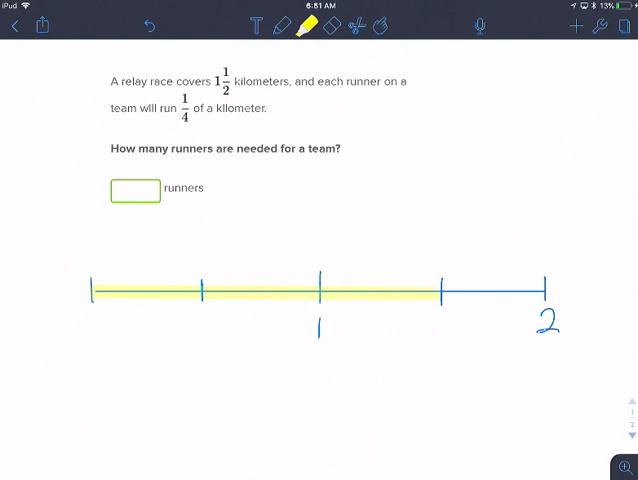 iPad 6:51 AM 13%
A relay race covers 1 1/2 kilometers, and each runner on a
team will run 1/4 of a kilometer.
How many runners are needed for a team?
runners
1 2